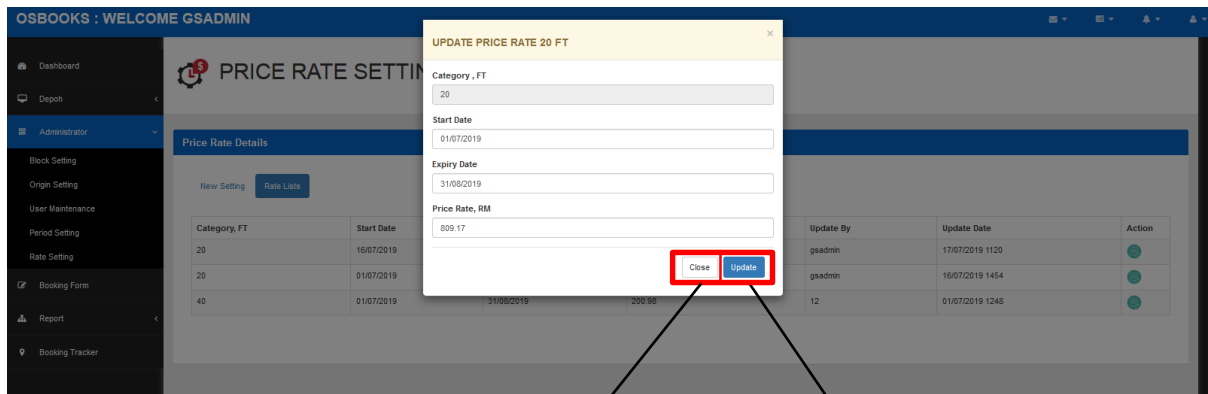 OSBOOKS : WELCOME GSADMIN
Dashboard
Depoh
Administrator
Block Setting
Origin Setting
User Maintenance
Period Setting
Rate Setting
Booking Form
Report
Booking Tracker
PRICE RATE SETTIN
Price Rate Details
New Setting Rate Lists
Category, FT Start Date Update By Update Date Action
20 16/07/2019 gsadmin 17/07/2019 1120
20 01/07/2019 gsadmin 16/07/2019 1454
40 01/07/2019 31/08/2019 200.98 12 01/07/2019 1248
UPDATE PRICE RATE 20 FT ×
Category , FT
20
Start Date
01/07/2019
Expiry Date
31/08/2019
Price Rate, RM
809.17
Close Update